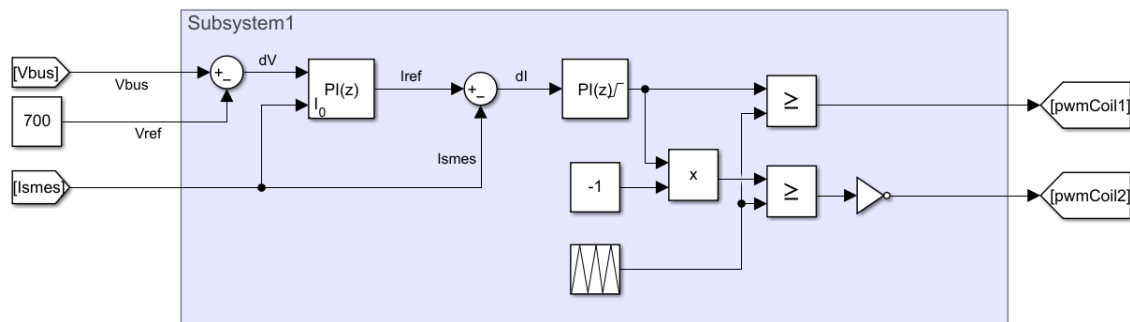 Subsystem1
[Vbus]
Vbus
700
Vref
+
−
dV
PI(z)
I0
Iref
+
−
dI
PI(z)
≥
[pwmCoil1]
Ismes
[Ismes]
-1
x
≥
[pwmCoil2]